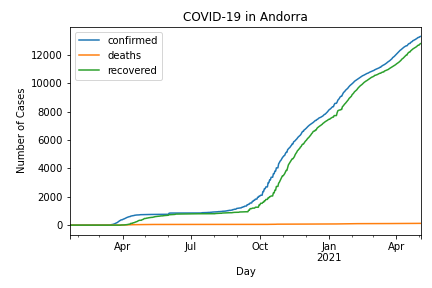 COVID-19 in Andorra
confirmed
deaths
recovered
Number of Cases
12000
10000
8000
6000
4000
2000
0
Apr
Jul
Oct
Jan
2021
Apr
Day